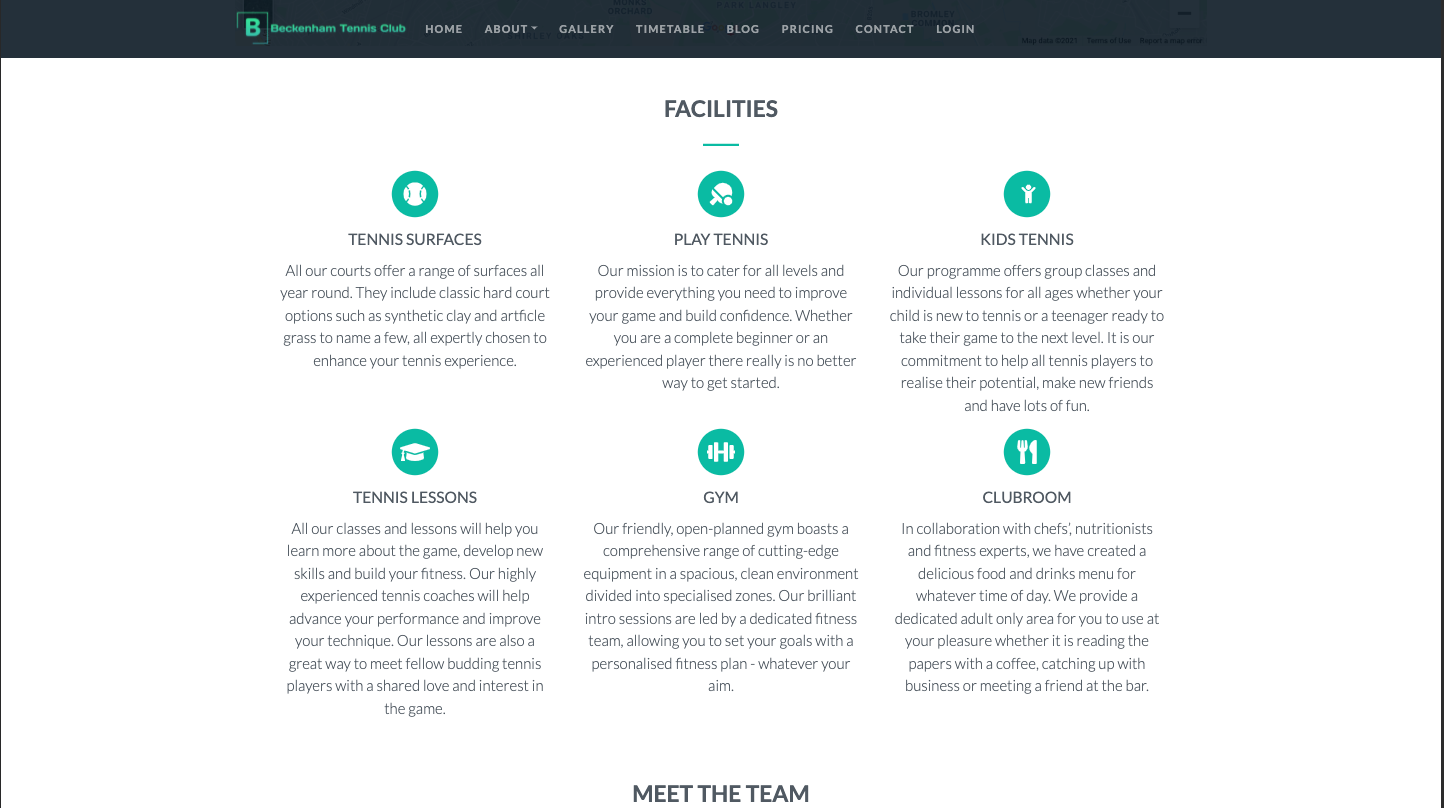 MONKS
ORCHARD
PARK LANGLEY
BROMLEY
COMMON
B Beckenham Tennis Club HOME ABOUT GALLERY TIMETABLE BLOG PRICING CONTACT LOGIN
Map data ©2021 Terms of Use Report a map error
FACILITIES
TENNIS SURFACES
All our courts offer a range of surfaces all
year round. They include classic hard court
options such as synthetic clay and artficle
grass to name a few, all expertly chosen to
enhance your tennis experience.
PLAY TENNIS
Our mission is to cater for all levels and
provide everything you need to improve
your game and build confidence. Whether
you are a complete beginner or an
experienced player there really is no better
way to get started.
KIDS TENNIS
Our programme offers group classes and
individual lessons for all ages whether your
child is new to tennis or a teenager ready to
take their game to the next level. It is our
commitment to help all tennis players to
realise their potential, make new friends
and have lots of fun.
TENNIS LESSONS
All our classes and lessons will help you
learn more about the game, develop new
skills and build your fitness. Our highly
experienced tennis coaches will help
advance your performance and improve
your technique. Our lessons are also a
great way to meet fellow budding tennis
players with a shared love and interest in
the game.
GYM
Our friendly, open-planned gym boasts a
comprehensive range of cutting-edge
equipment in a spacious, clean environment
divided into specialised zones. Our brilliant
intro sessions are led by a dedicated fitness
team, allowing you to set your goals with a
personalised fitness plan - whatever your
aim.
CLUBROOM
In collaboration with chefs', nutritionists
and fitness experts, we have created a
delicious food and drinks menu for
whatever time of day. We provide a
dedicated adult only area for you to use at
your pleasure whether it is reading the
papers with a coffee, catching up with
business or meeting a friend at the bar.
MEET THE TEAM